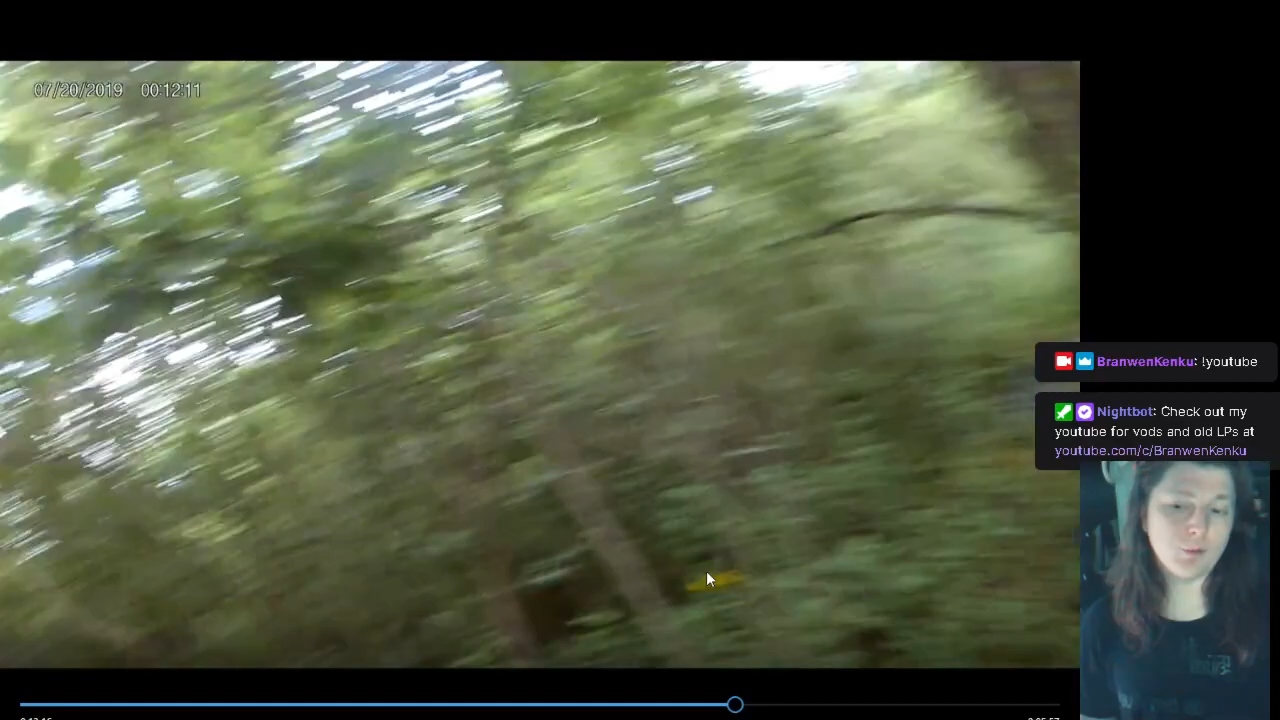 07/20/2019 00:12:11
BranwenKenku: !youtube
Nightbot: Check out my
youtube for vods and old LPs at
youtube.com/c/BranwenKenku